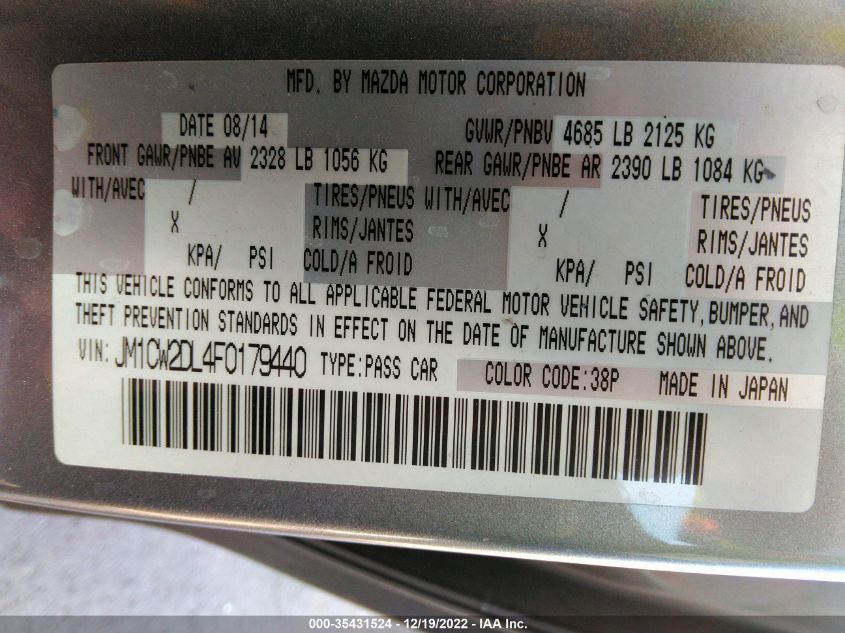 MFD. BY MAZDA MOTOR CORPORATION
DATE 08/14 GVWR/PNBV 4685 LB 2125 KG
FRONT GAWR/PNBE AV 2328 LB 1056 KG REAR GAWR/PNBE AR 2390 LB 1084 KG
WITH/AVEC / TIRES/PNEUS WITH/AVEC / TIRES/PNEUS
X RIMS/JANTES X RIMS/JANTES
KPA/ PSI COLD/A FROID KPA/ PSI COLD/A FROID
THIS VEHICLE CONFORMS TO ALL APPLICABLE FEDERAL MOTOR VEHICLE SAFETY, BUMPER, AND
THEFT PREVENTION STANDARDS IN EFFECT ON THE DATE OF MANUFACTURE SHOWN ABOVE.
VIN: JM1CW2DL4F0179440 TYPE:PASS CAR COLOR CODE:38P MADE IN JAPAN
000-35431524 - 12/19/2022 - IAA Inc.